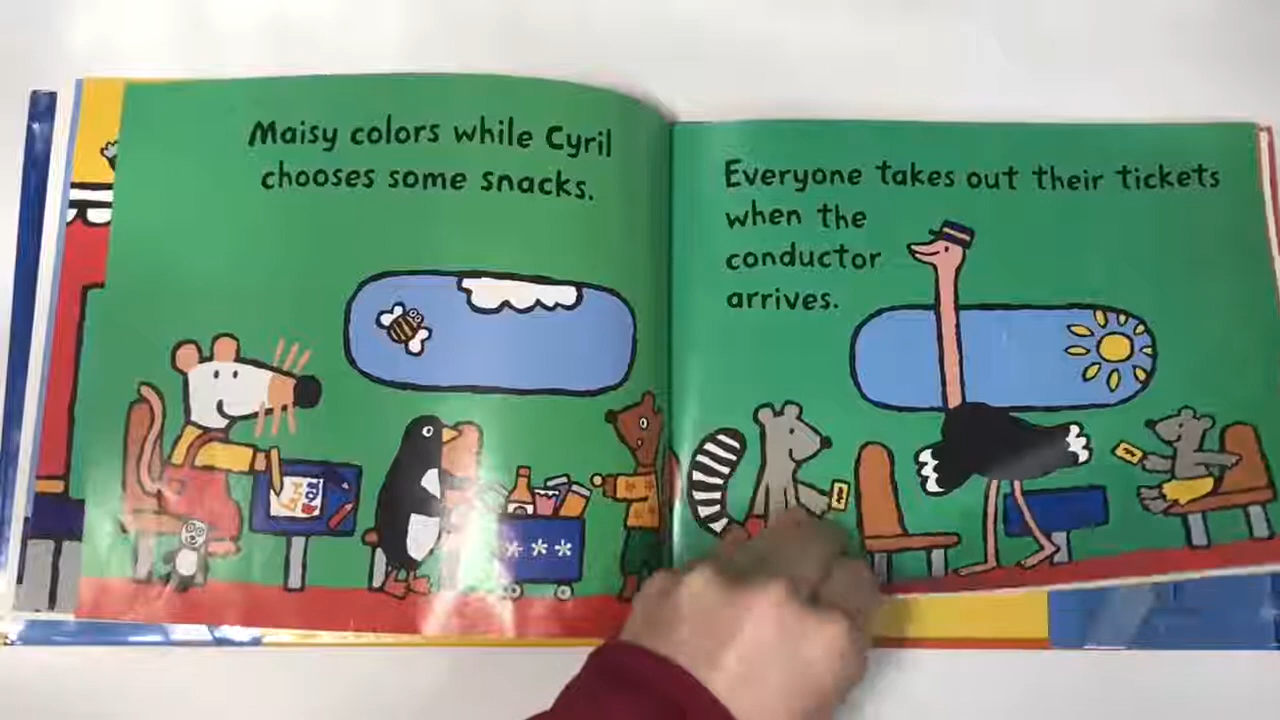 Maisy colors while Cyril
chooses some snacks.
Everyone takes out their tickets
when the
conductor
arrives.